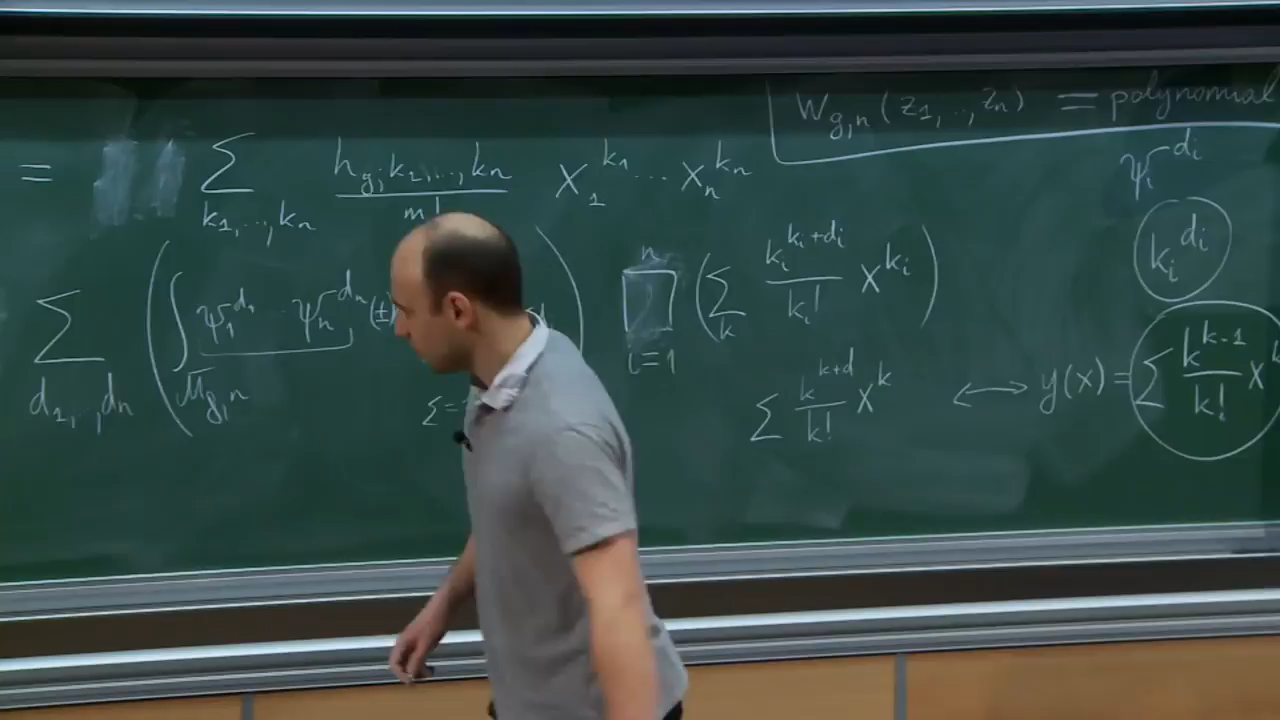 W_{g,n}(z_1,..,z_n) = polynomial
= Σ_{k_1,..,k_n} h_{g;k_1,..,k_n} / m! X_1^{k_1} ... X_n^{k_n}
ψ_i^{d_i}
k_i^{d_i}
Σ_{d_1,..,d_n} ( ∫_{M̄_{g,n}} ψ_1^{d_1} ψ_n^{d_n} (± ) ∏_{i=1}^{n} ( Σ_k k_i^{k_i+d_i} / k_i! X^{k_i} )
Σ k^{k+d} / k! X^k ⟷ y(x) = Σ k^{k-1} / k! X^k